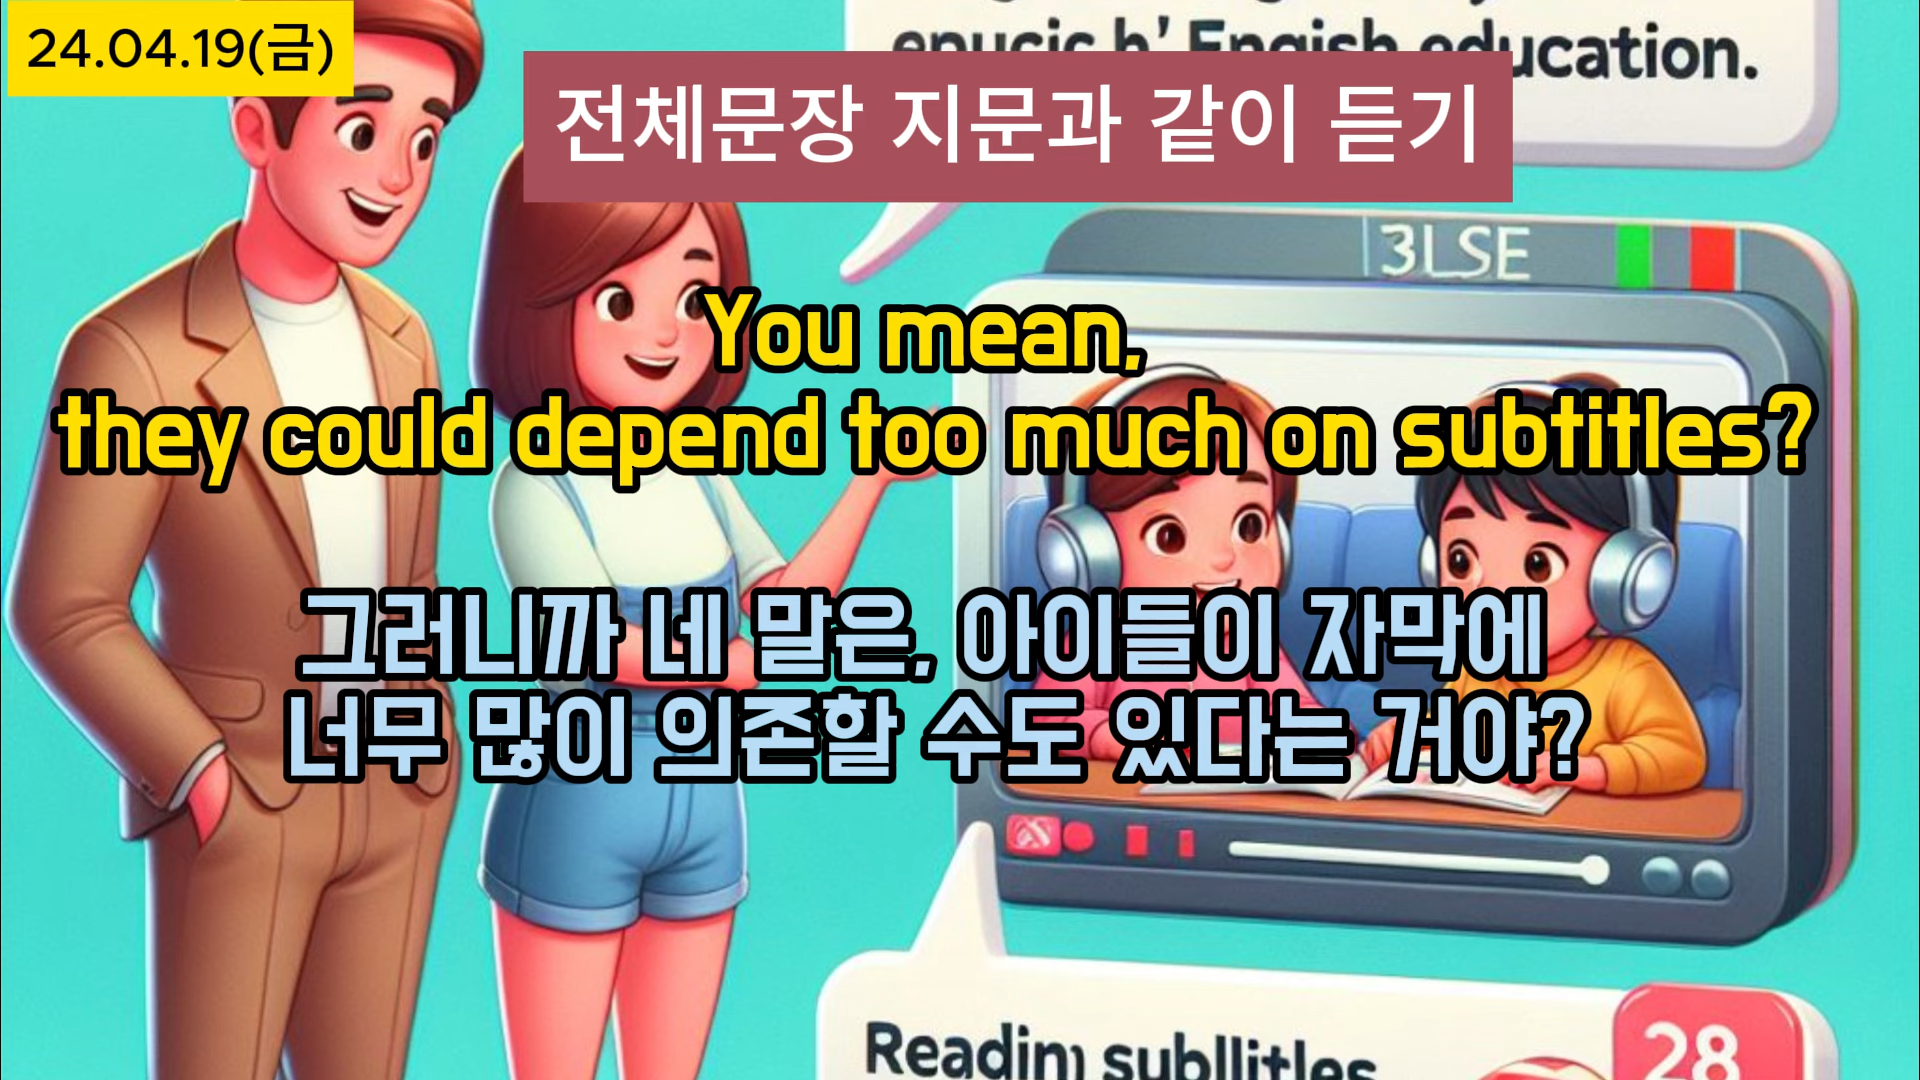 24.04.19(금)
education.
전체문장 지문과 같이 듣기
3LSE
You mean,
they could depend too much on subtitles?
그러니까 네 말은, 아이들이 자막에
너무 많이 의존할 수도 있다는 거야?
28